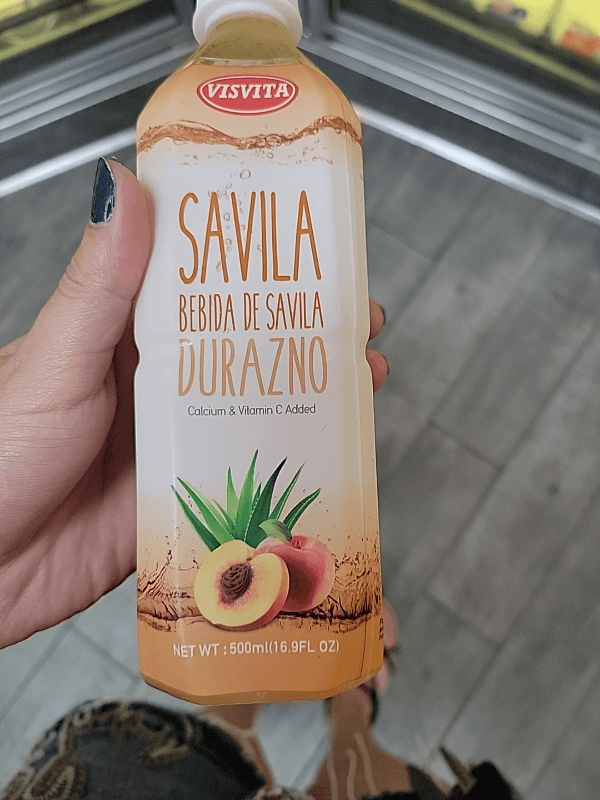 VISVITA
SAVILA
BEBIDA DE SAVILA
DURAZNO
Calcium & Vitamin C Added
NET WT : 500ml(16.9FL OZ)